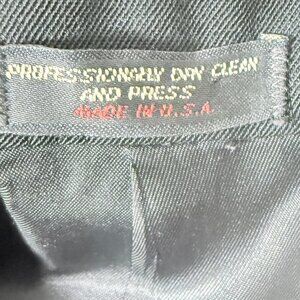 PROFESSIONALLY DRY CLEAN
AND PRESS
MADE IN U.S.A.